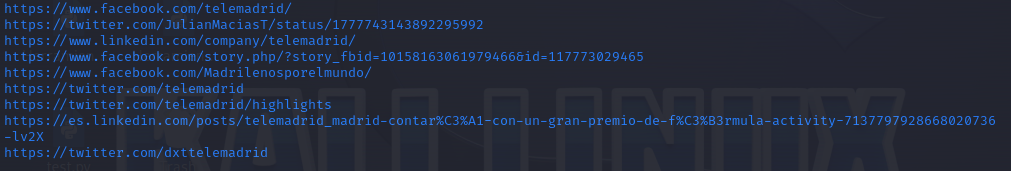 https://www.facebook.com/telemadrid/
https://twitter.com/JulianMaciasT/status/1777743143892295992
https://www.linkedin.com/company/telemadrid/
https://www.facebook.com/story.php/?story_fbid=10158163061979466&id=117773029465
https://www.facebook.com/Madrilenosporelmundo/
https://twitter.com/telemadrid
https://twitter.com/telemadrid/highlights
https://es.linkedin.com/posts/telemadrid_madrid-contar%C3%A1-con-un-gran-premio-de-f%C3%B3rmula-activity-7137797928668020736
-lv2X
https://twitter.com/dxttelemadrid
KALI LINUX